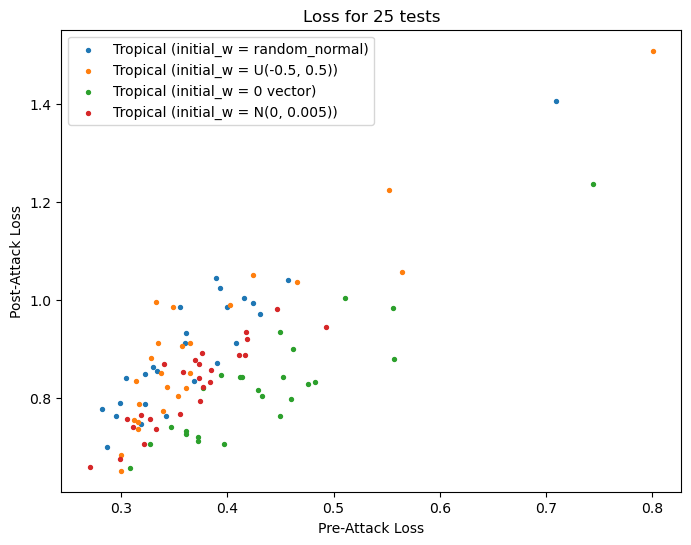 Loss for 25 tests
Tropical (initial_w = random_normal)
Tropical (initial_w = U(-0.5, 0.5))
Tropical (initial_w = 0 vector)
Tropical (initial_w = N(0, 0.005))
Post-Attack Loss
1.4
1.2
1.0
0.8
0.3 0.4 0.5 0.6 0.7 0.8
Pre-Attack Loss